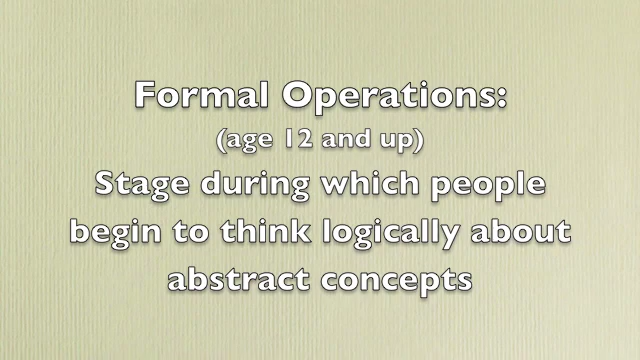 Formal Operations:
(age 12 and up)
Stage during which people
begin to think logically about
abstract concepts